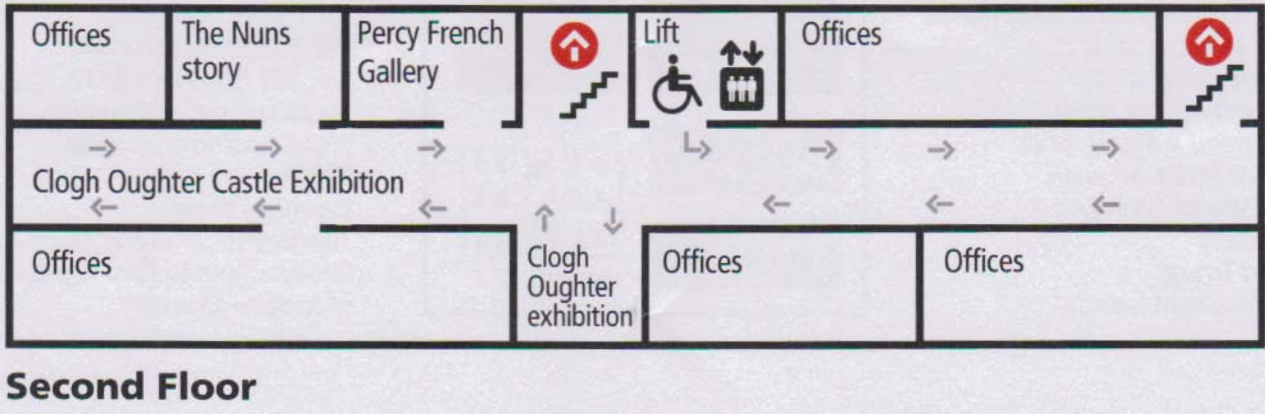 Offices
The Nuns
story
Percy French
Gallery
Lift
Offices
Clogh Oughter Castle Exhibition
Offices
Clogh
Oughter
exhibition
Offices
Offices
Second Floor